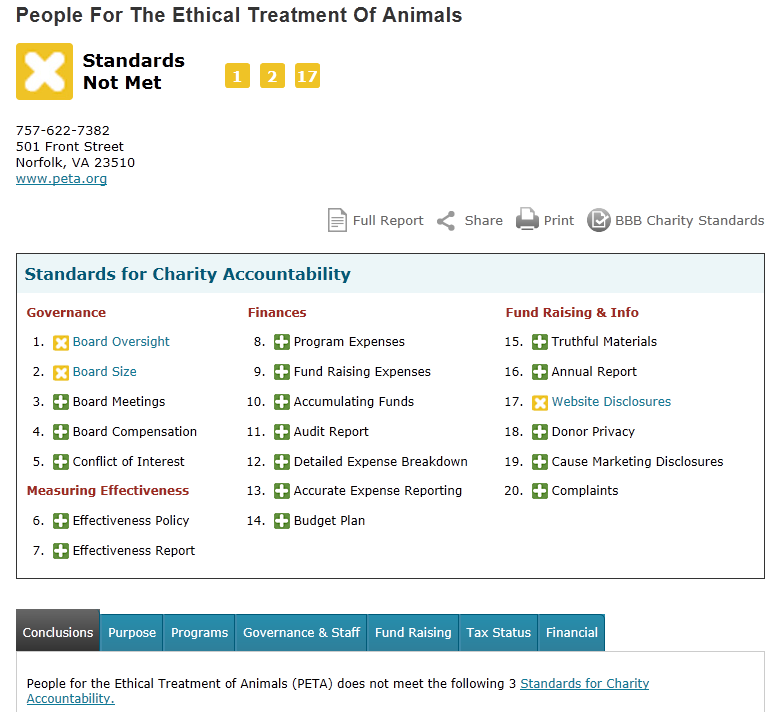 People For The Ethical Treatment Of Animals
Standards
Not Met
1 2 17
757-622-7382
501 Front Street
Norfolk, VA 23510
www.peta.org
Full Report Share Print BBB Charity Standards
Standards for Charity Accountability
Governance
1. Board Oversight
2. Board Size
3. Board Meetings
4. Board Compensation
5. Conflict of Interest
Measuring Effectiveness
6. Effectiveness Policy
7. Effectiveness Report
Finances
8. Program Expenses
9. Fund Raising Expenses
10. Accumulating Funds
11. Audit Report
12. Detailed Expense Breakdown
13. Accurate Expense Reporting
14. Budget Plan
Fund Raising & Info
15. Truthful Materials
16. Annual Report
17. Website Disclosures
18. Donor Privacy
19. Cause Marketing Disclosures
20. Complaints
Conclusions Purpose Programs Governance & Staff Fund Raising Tax Status Financial
People for the Ethical Treatment of Animals (PETA) does not meet the following 3 Standards for Charity
Accountability.